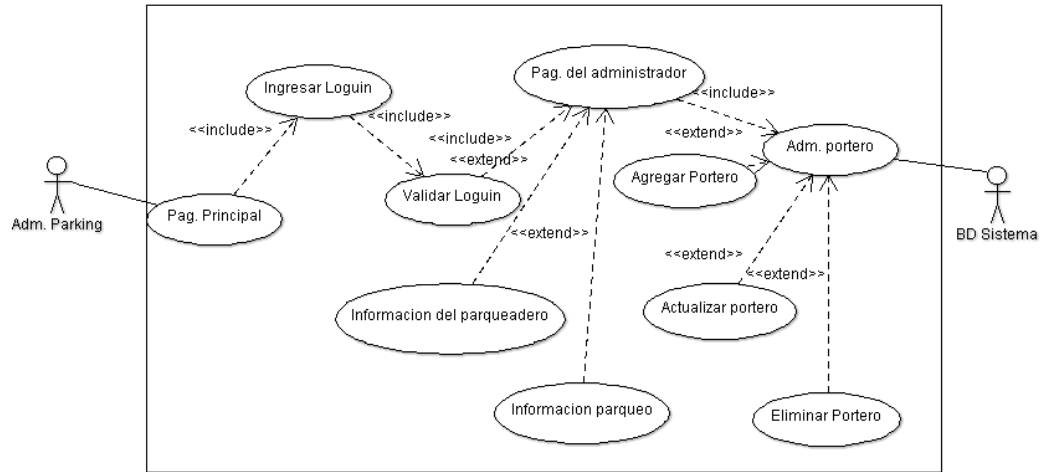 Pag. del administrador
Ingresar Loguin
<<include>>
<<include>>
<<include>>
<<include>>
<<extend>>
<<extend>>
Adm. portero
Agregar Portero
Validar Loguin
Adm. Parking
Pag. Principal
BD Sistema
<<extend>>
<<extend>>
<<extend>>
Informacion del parqueadero
Actualizar portero
Informacion parqueo
Eliminar Portero